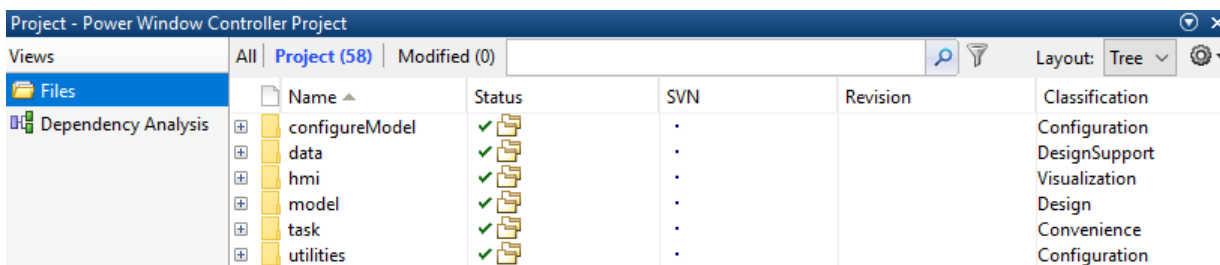 Project - Power Window Controller Project
Views
All Project (58) Modified (0) Layout: Tree
Files
Name Status SVN Revision Classification
Dependency Analysis
configureModel Configuration
data DesignSupport
hmi Visualization
model Design
task Convenience
utilities Configuration